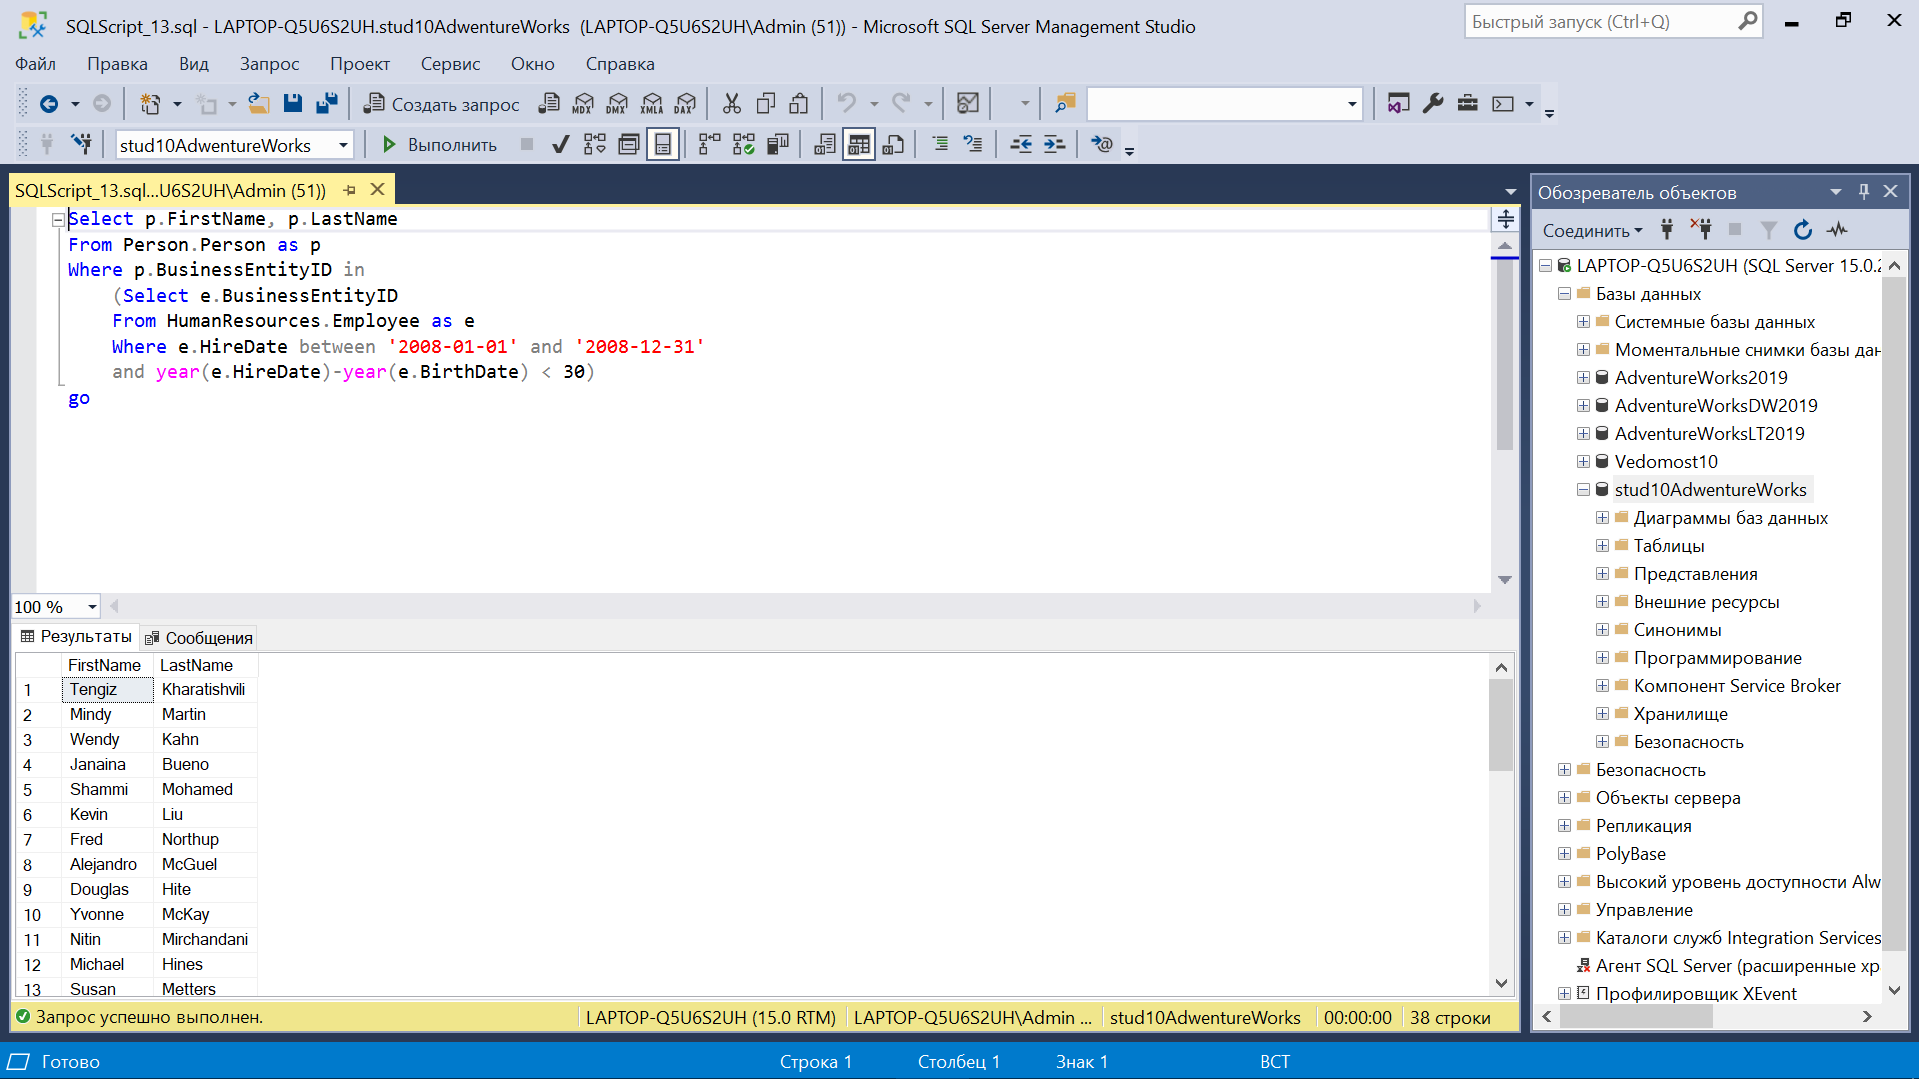 SQLScript_13.sql - LAPTOP-Q5U6S2UH.stud10AdwentureWorks (LAPTOP-Q5U6S2UH\Admin (51)) - Microsoft SQL Server Management Studio
Быстрый запуск (Ctrl+Q)
Файл Правка Вид Запрос Проект Сервис Окно Справка
Создать запрос MDX DMX XMLA DAX
stud10AdwentureWorks Выполнить
SQLScript_13.sql...U6S2UH\Admin (51))
Select p.FirstName, p.LastName
From Person.Person as p
Where p.BusinessEntityID in
(Select e.BusinessEntityID
From HumanResources.Employee as e
Where e.HireDate between '2008-01-01' and '2008-12-31'
and year(e.HireDate)-year(e.BirthDate) < 30)
go
100 %
Результаты Сообщения
FirstName LastName
1 Tengiz Kharatishvili
2 Mindy Martin
3 Wendy Kahn
4 Janaina Bueno
5 Shammi Mohamed
6 Kevin Liu
7 Fred Northup
8 Alejandro McGuel
9 Douglas Hite
10 Yvonne McKay
11 Nitin Mirchandani
12 Michael Hines
13 Susan Metters
Запрос успешно выполнен. LAPTOP-Q5U6S2UH (15.0 RTM) LAPTOP-Q5U6S2UH\Admin ... stud10AdwentureWorks 00:00:00 38 строки
Обозреватель объектов
Соединить
LAPTOP-Q5U6S2UH (SQL Server 15.0.2
Базы данных
Системные базы данных
Моментальные снимки базы дан
AdventureWorks2019
AdventureWorksDW2019
AdventureWorksLT2019
Vedomost10
stud10AdwentureWorks
Диаграммы баз данных
Таблицы
Представления
Внешние ресурсы
Синонимы
Программирование
Компонент Service Broker
Хранилище
Безопасность
Безопасность
Объекты сервера
Репликация
PolyBase
Высокий уровень доступности Alw
Управление
Каталоги служб Integration Services
Агент SQL Server (расширенные хр
Профилировщик XEvent
Готово Строка 1 Столбец 1 Знак 1 ВСТ